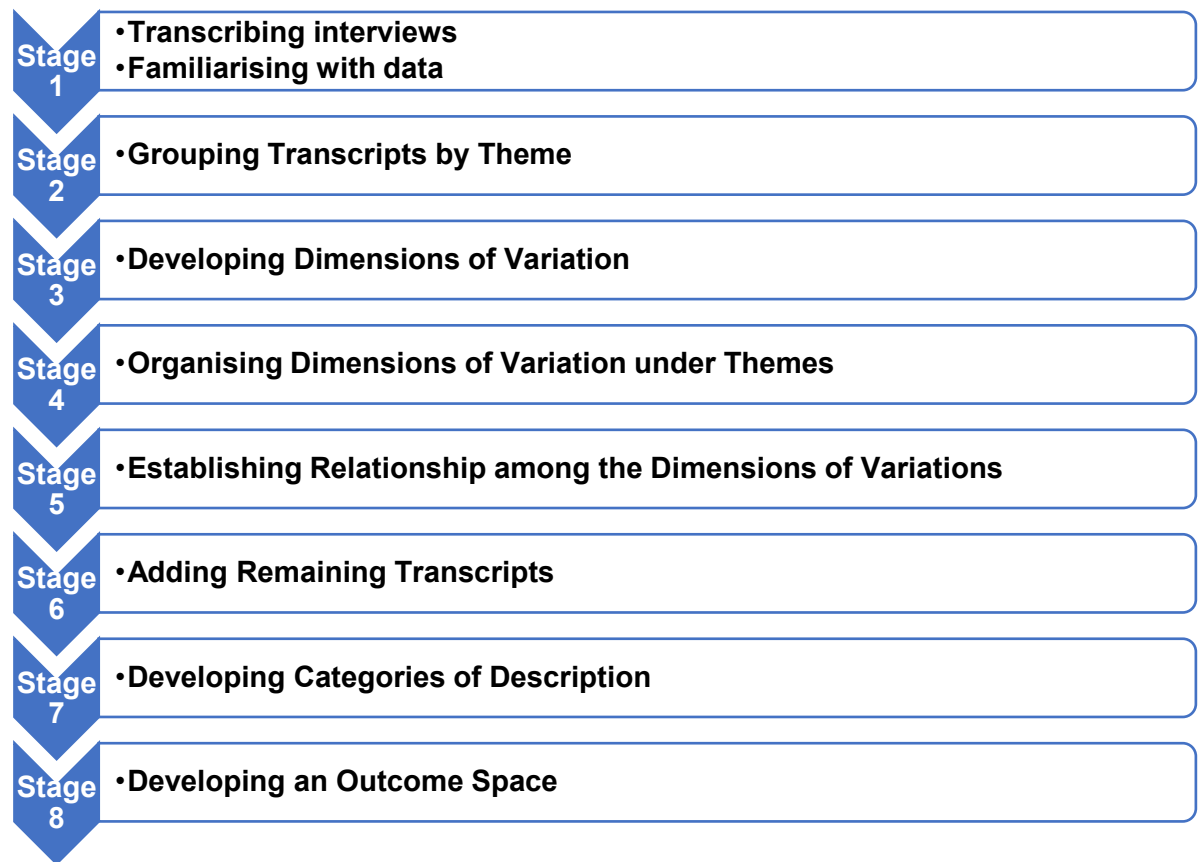 Stage
1
•Transcribing interviews
•Familiarising with data
Stage
2
•Grouping Transcripts by Theme
Stage
3
•Developing Dimensions of Variation
Stage
4
•Organising Dimensions of Variation under Themes
Stage
5
•Establishing Relationship among the Dimensions of Variations
Stage
6
•Adding Remaining Transcripts
Stage
7
•Developing Categories of Description
Stage
8
•Developing an Outcome Space